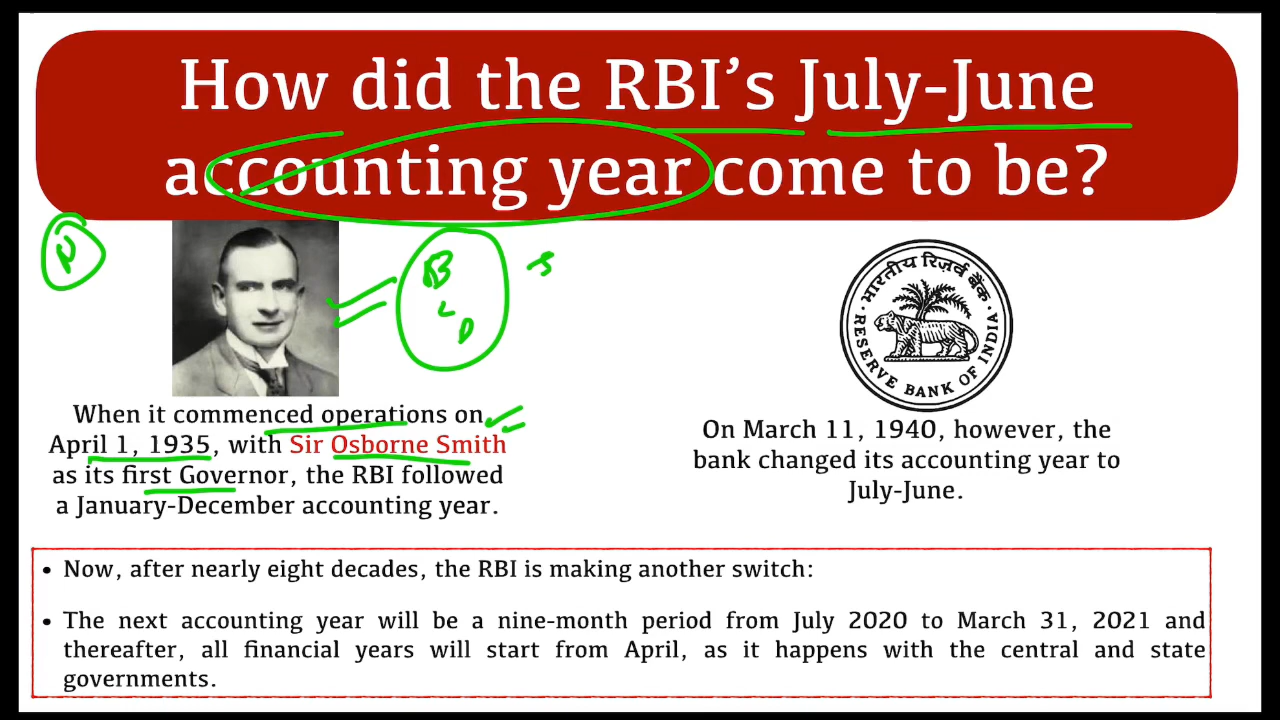 How did the RBI’s July-June
accounting year come to be?
RB
भारतीय रिज़र्व बैंक
RESERVE BANK OF INDIA
When it commenced operations on
April 1, 1935, with Sir Osborne Smith
as its first Governor, the RBI followed
a January-December accounting year.
On March 11, 1940, however, the
bank changed its accounting year to
July-June.
• Now, after nearly eight decades, the RBI is making another switch:
• The next accounting year will be a nine-month period from July 2020 to March 31, 2021 and
thereafter, all financial years will start from April, as it happens with the central and state
governments.